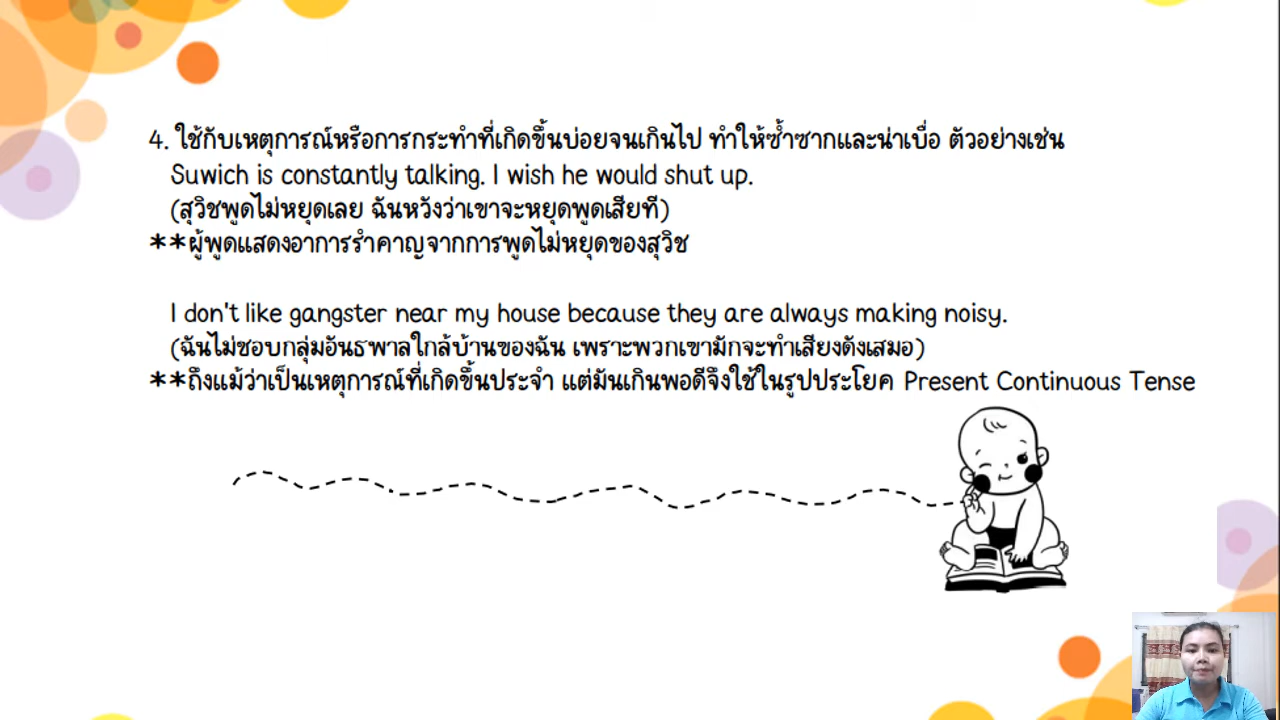 4. ใช้กับเหตุการณ์หรือการกระทำที่เกิดขึ้นบ่อยจนเกินไป ทำให้ซ้ำซากและน่าเบื่อ ตัวอย่างเช่น
Suwich is constantly talking. I wish he would shut up.
(สุวิชพูดไม่หยุดเลย ฉันหวังว่าเขาจะหยุดพูดเสียที)
**ผู้พูดแสดงอาการรำคาญจากการพูดไม่หยุดของสุวิช
I don't like gangster near my house because they are always making noisy.
(ฉันไม่ชอบกลุ่มอันธพาลใกล้บ้านของฉัน เพราะพวกเขามักจะทำเสียงดังเสมอ)
**ถึงแม้ว่าเป็นเหตุการณ์ที่เกิดขึ้นประจำ แต่มันเกินพอดีจึงใช้ในรูปประโยค Present Continuous Tense